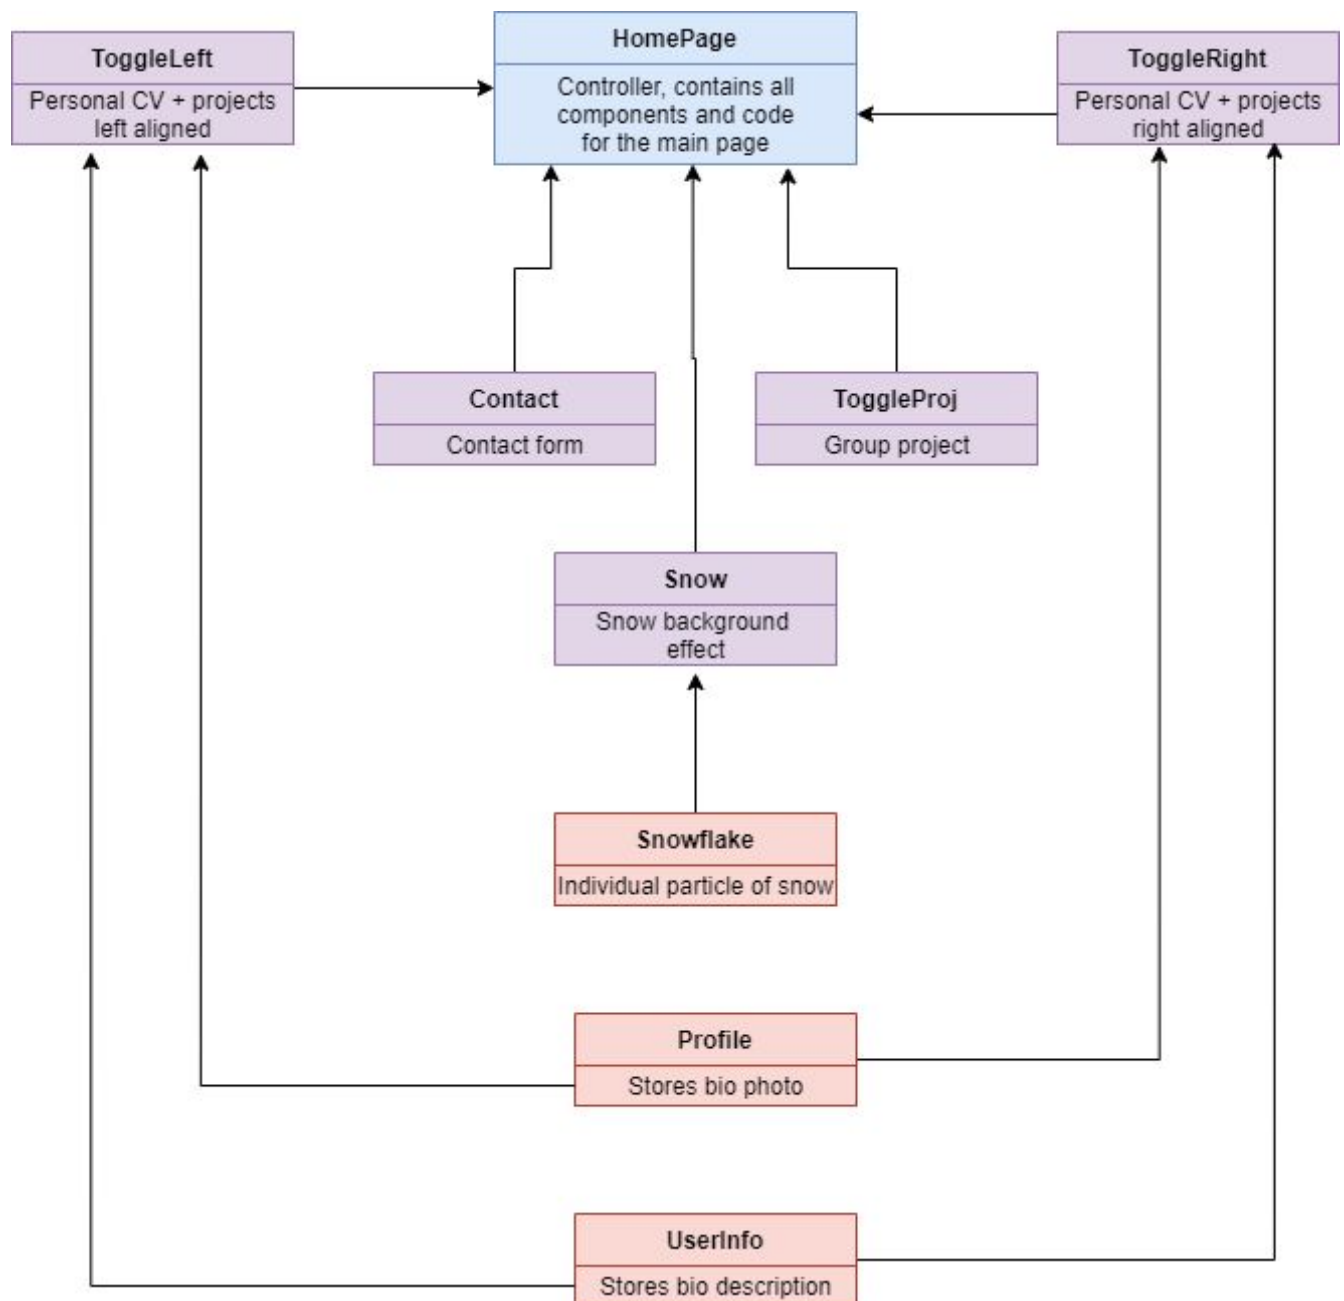 ToggleLeft
Personal CV + projects
left aligned
HomePage
Controller, contains all
components and code
for the main page
ToggleRight
Personal CV + projects
right aligned
Contact
Contact form
ToggleProj
Group project
Snow
Snow background
effect
Snowflake
Individual particle of snow
Profile
Stores bio photo
UserInfo
Stores bio description